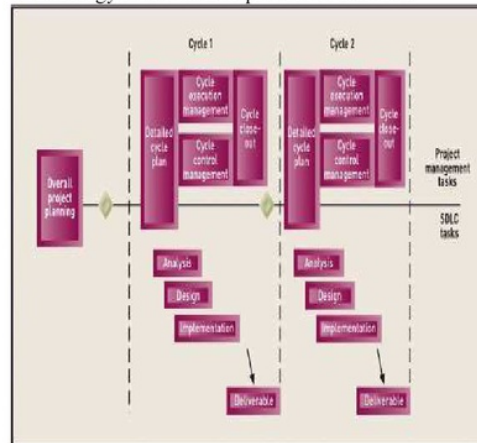 Cycle 1
Cycle 2
Overall
project
planning
Detailed
cycle
plan
Cycle
execution
management
Cycle
control
management
Cycle
close-
out
Detailed
cycle
plan
Cycle
execution
management
Cycle
control
management
Cycle
close-
out
Project
management
tasks
SDLC
tasks
Analysis
Design
Implementation
Deliverable
Analysis
Design
Implementation
Deliverable